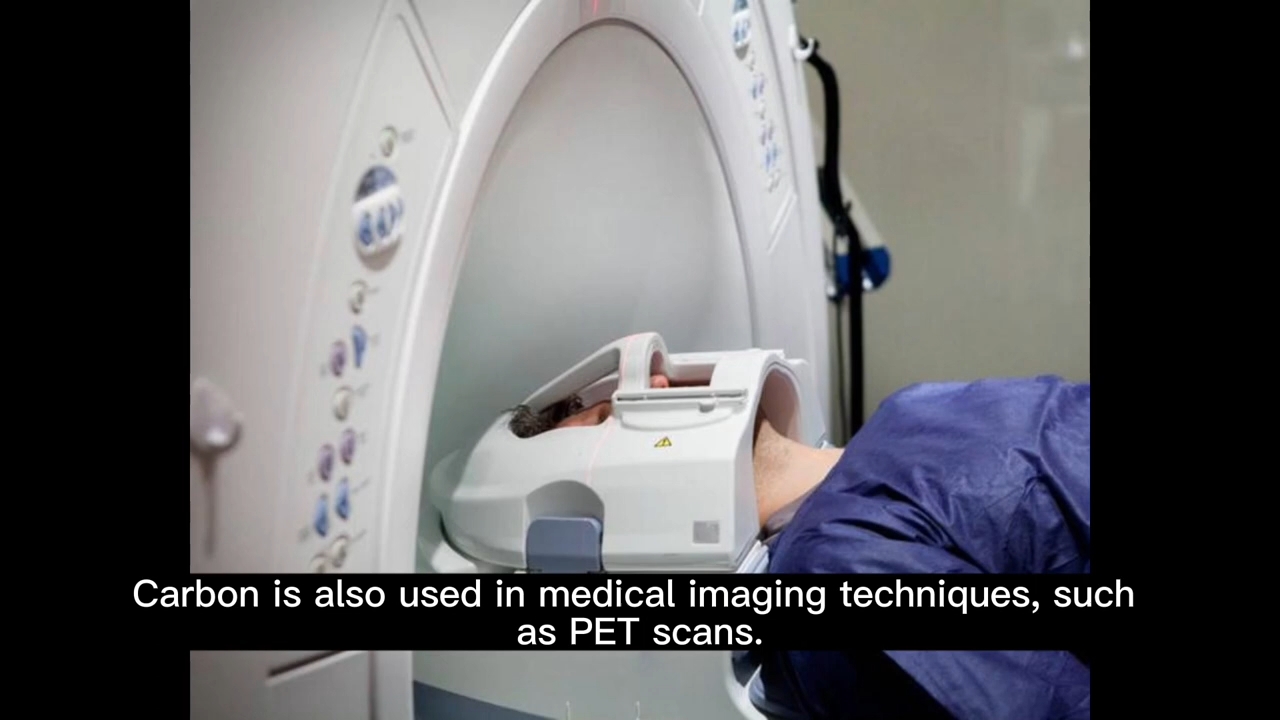 Carbon is also used in medical imaging techniques, such
as PET scans.